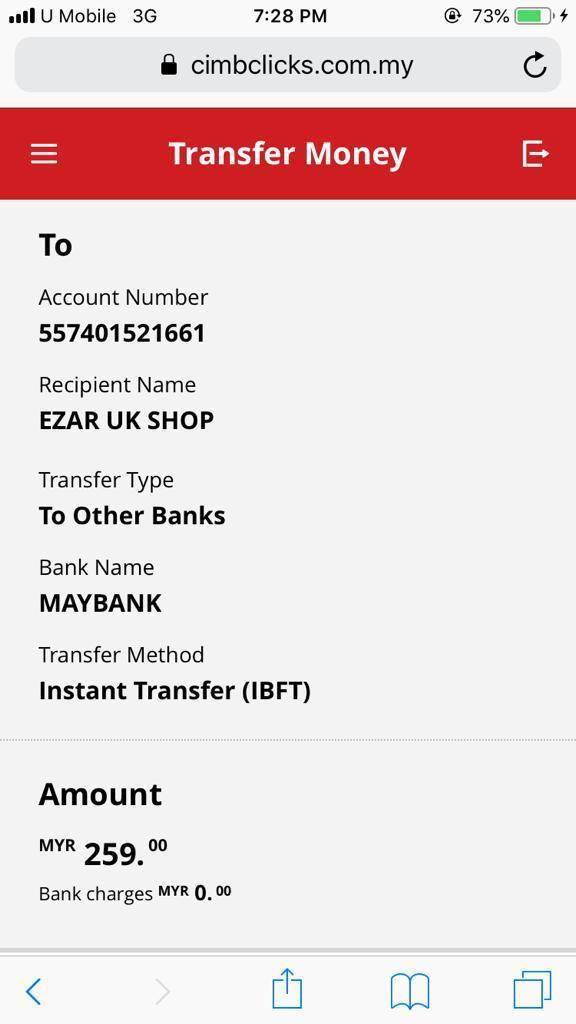 U Mobile 3G 7:28 PM 73%
cimbclicks.com.my
Transfer Money
To
Account Number
557401521661
Recipient Name
EZAR UK SHOP
Transfer Type
To Other Banks
Bank Name
MAYBANK
Transfer Method
Instant Transfer (IBFT)
Amount
MYR 259.00
Bank charges MYR 0.00